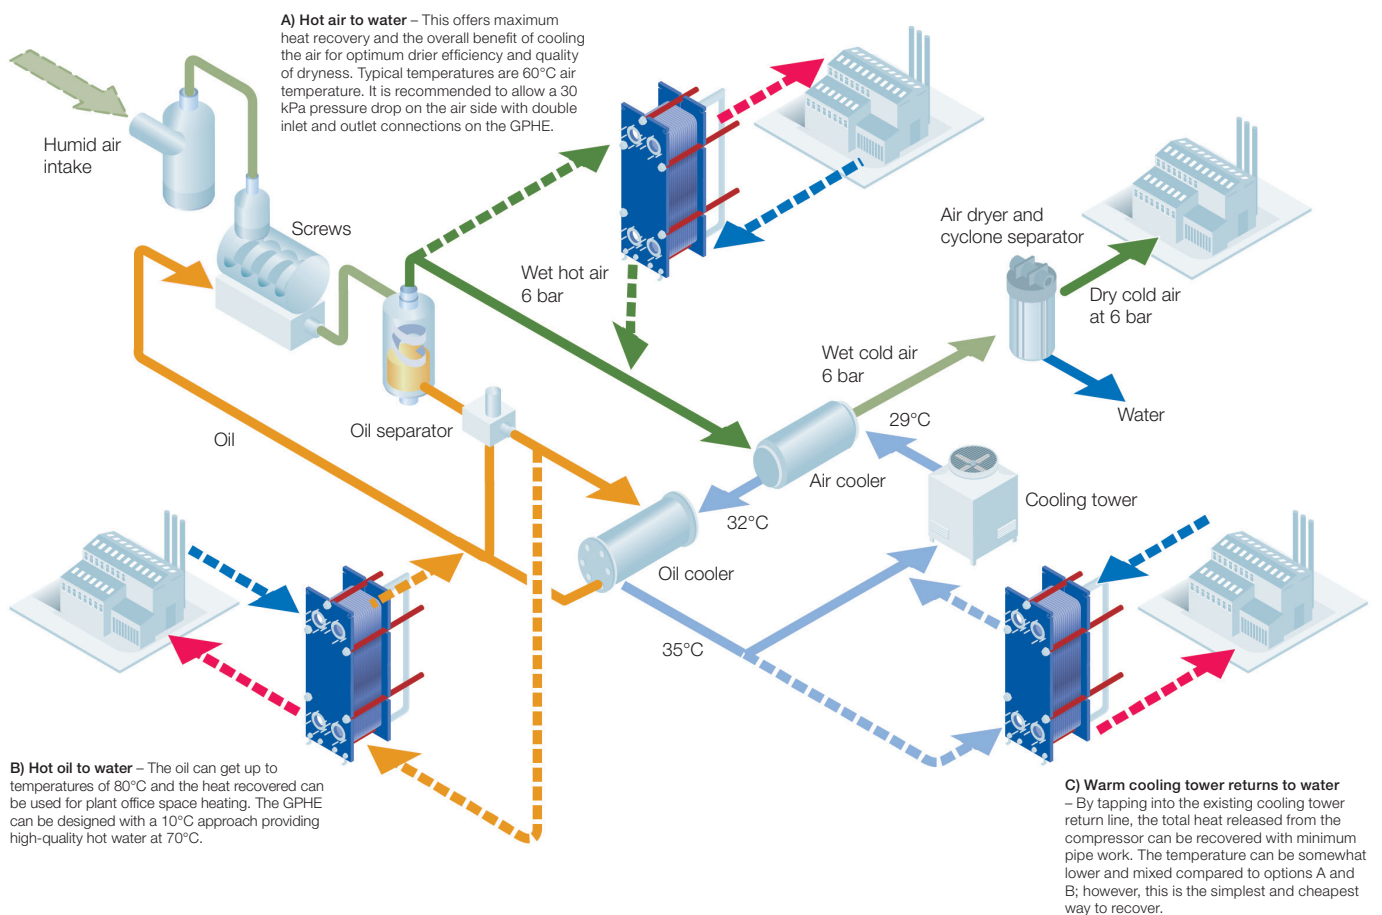 A) Hot air to water – This offers maximum
heat recovery and the overall benefit of cooling
the air for optimum drier efficiency and quality
of dryness. Typical temperatures are 60°C air
temperature. It is recommended to allow a 30
kPa pressure drop on the air side with double
inlet and outlet connections on the GPHE.
Humid air
intake
Screws
Air dryer and
cyclone separator
Wet hot air
6 bar
Dry cold air
at 6 bar
Wet cold air
6 bar
Water
29°C
Oil
Oil separator
Air cooler
Cooling tower
32°C
Oil cooler
35°C
B) Hot oil to water – The oil can get up to
temperatures of 80°C and the heat recovered can
be used for plant office space heating. The GPHE
can be designed with a 10°C approach providing
high-quality hot water at 70°C.
C) Warm cooling tower returns to water
– By tapping into the existing cooling tower
return line, the total heat released from the
compressor can be recovered with minimum
pipe work. The temperature can be somewhat
lower and mixed compared to options A and
B; however, this is the simplest and cheapest
way to recover.